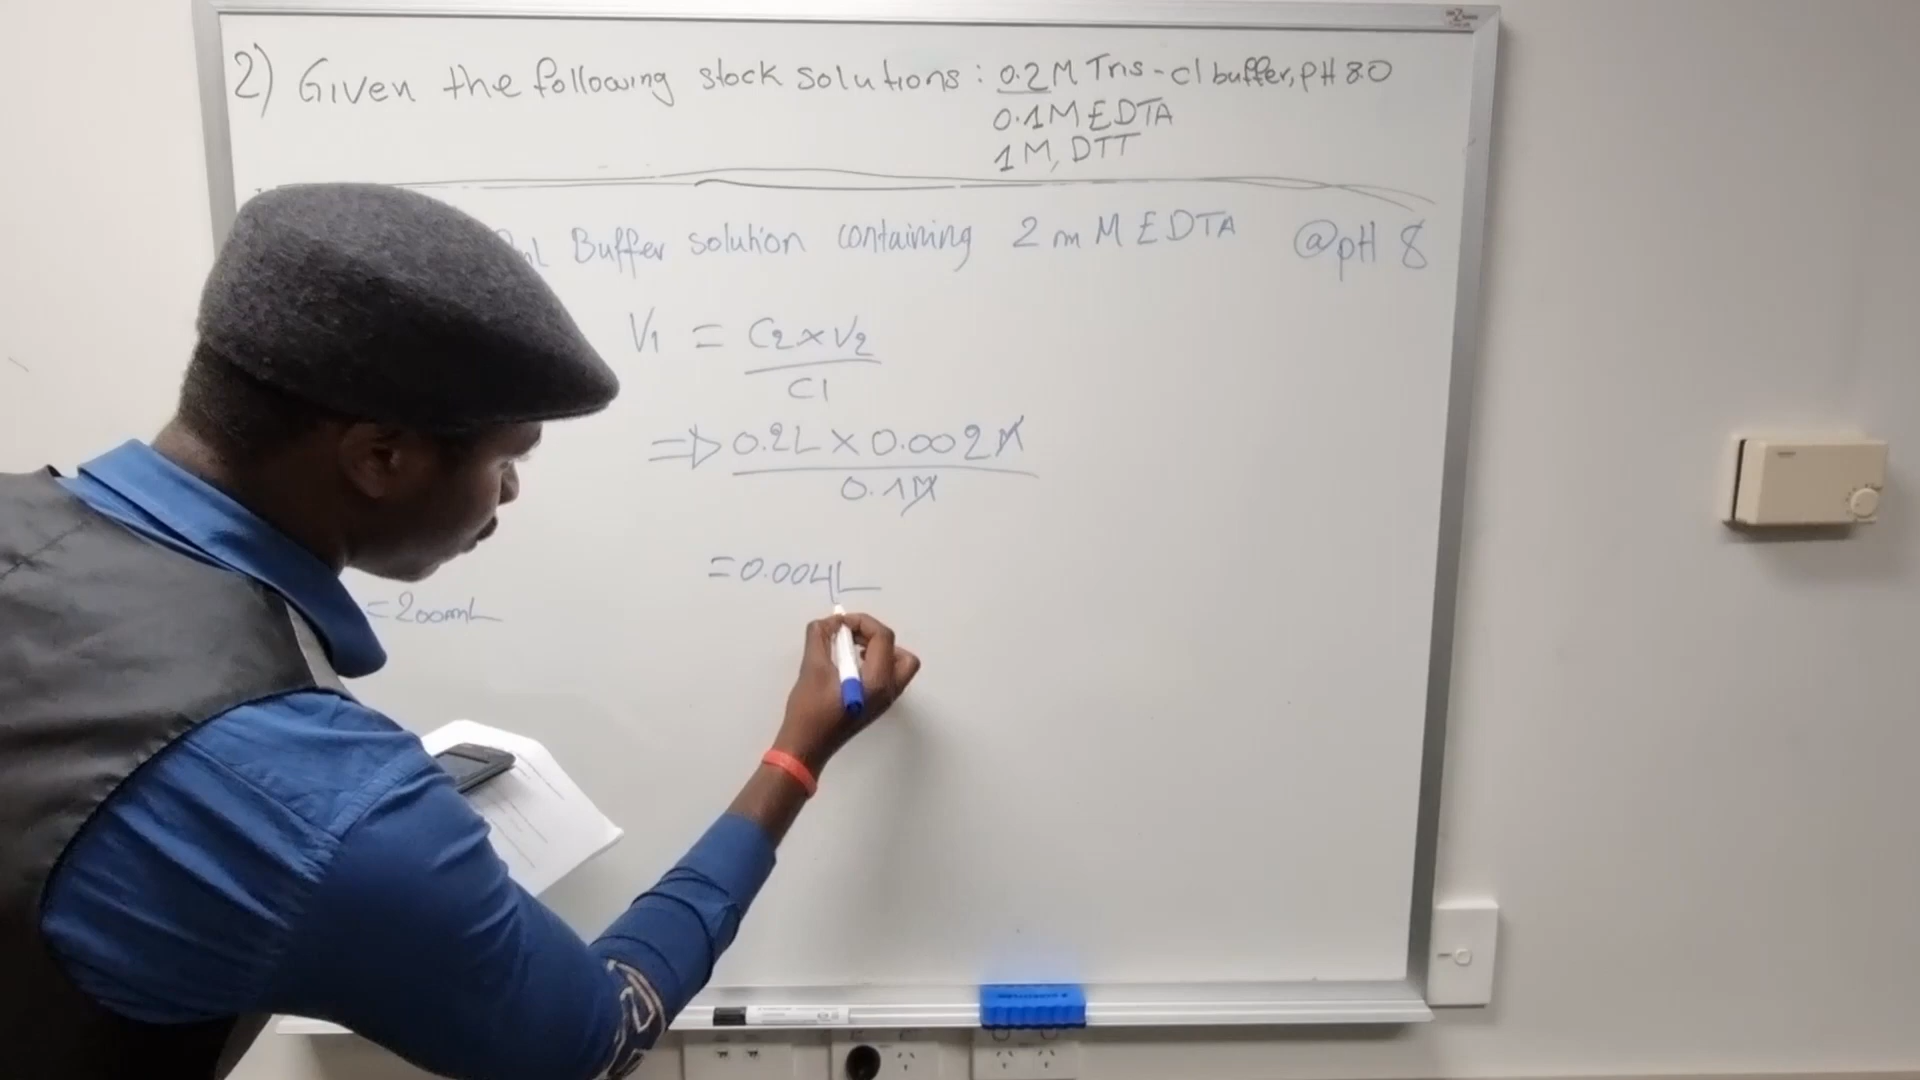 2) Given the following stock solutions: 0.2M Tris-cl buffer, pH 8.0
0.1M EDTA
1M, DTT
mL Buffer solution containing 2mM EDTA @pH 8
V1 = C2 x V2
C1
=> 0.2L x 0.002M
0.1M
= 0.004L
= 200mL